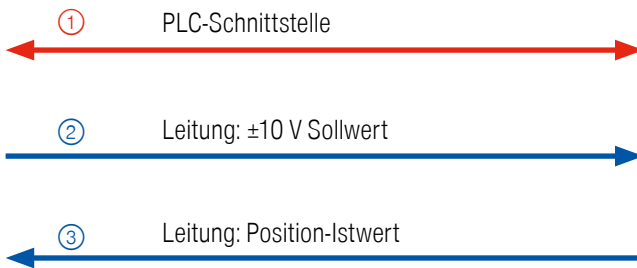 ① PLC-Schnittstelle
② Leitung: ±10 V Sollwert
③ Leitung: Position-Istwert